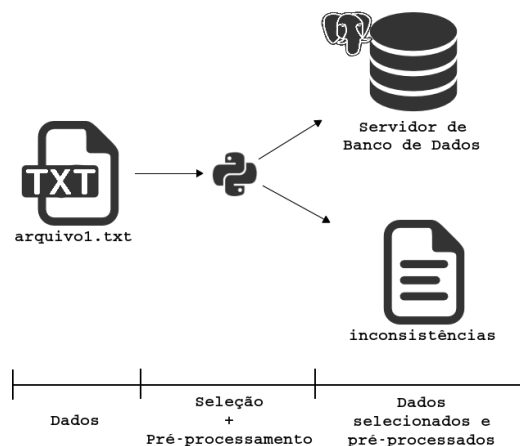 Servidor de
Banco de Dados
TXT
arquivo1.txt
inconsistências
Dados
Seleção
+
Pré-processamento
Dados
selecionados e
pré-processados